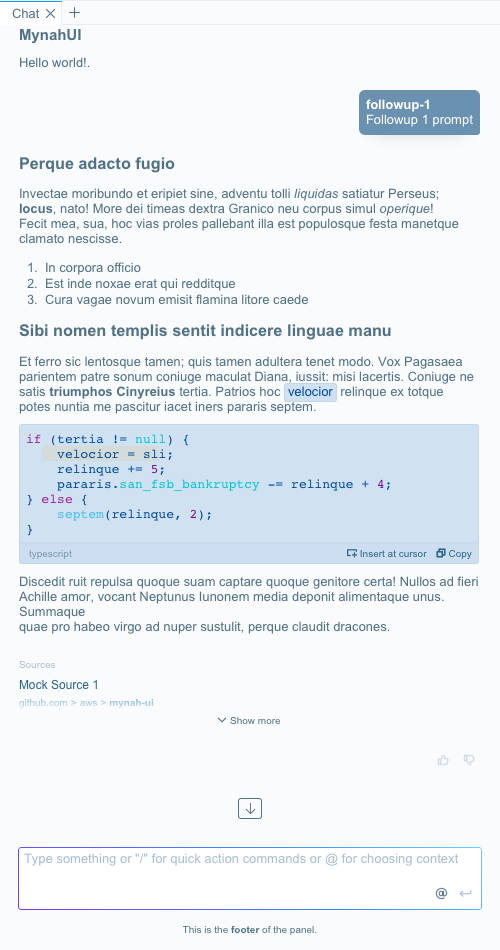 Chat
MynahUI
Hello world!.
followup-1
Followup 1 prompt
Perque adacto fugio
Invectae moribundo et eripiet sine, adventu tolli liquidas satiatur Perseus;
locus, nato! More dei timeas dextra Granico neu corpus simul operique!
Fecit mea, sua, hoc vias proles pallebant illa est populosque festa manetque
clamato nescisse.
1. In corpora officio
2. Est inde noxae erat qui redditque
3. Cura vagae novum emisit flamina litore caede
Sibi nomen templis sentit indicere linguae manu
Et ferro sic lentosque tamen; quis tamen adultera tenet modo. Vox Pagasaea
parientem patre sonum coniuge maculat Diana, iussit: misi lacertis. Coniuge ne
satis triumphos Cinyreius tertia. Patrios hoc velocior relinque ex totque
potes nuntia me pascitur iacet iners pararis septem.
if (tertia != null) {
velocior = sli;
relinque += 5;
pararis.san_fsb_bankruptcy -= relinque + 4;
} else {
septem(relinque, 2);
}
typescript
Insert at cursor Copy
Discedit ruit repulsa quoque suam captare quoque genitore certa! Nullos ad fieri
Achille amor, vocant Neptunus Iunonem media deponit alimentaque unus.
Summaque
quae pro habeo virgo ad nuper sustulit, perque claudit dracones.
Sources
Mock Source 1
github.com > aws > mynah-ui
Show more
Type something or "/" for quick action commands or @ for choosing context
@
This is the footer of the panel.